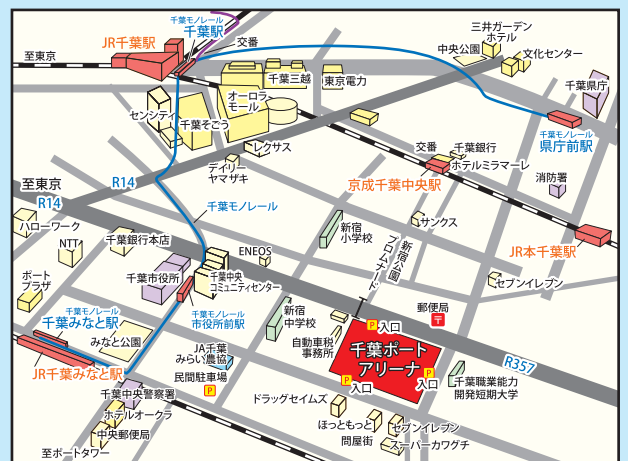 千葉モノレール
千葉駅
三井ガーデン
ホテル
JR千葉駅
交番
中央公園
文化センター
至東京
千葉三越
東京電力
千葉県庁
オーロラ
モール
センシティ
千葉そごう
千葉モノレール
県庁前駅
レクサス
交番
千葉銀行
デイリー
ヤマザキ
ホテルミラマーレ
消防署
至東京
R14
京成千葉中央駅
R14
千葉モノレール
ハローワーク
サンクス
新宿
小学校
新宿公園
プロムナード
JR本千葉駅
千葉銀行本店
NTT
ENEOS
千葉市役所
千葉中央
コミュニティセンター
セブンイレブン
ポート
プラザ
千葉モノレール
千葉みなと駅
千葉モノレール
市役所前駅
新宿
中学校
郵便局
〒
P
入口
みなと公園
自動車税
事務所
千葉ポート
アリーナ
JA千葉
みらい農協
R357
JR千葉みなと駅
民間駐車場
P
P
入口
P
入口
千葉職業能力
開発短期大学
千葉中央警察署
ホテルオークラ
ドラッグセイムズ
中央郵便局
ほっともっと
セブンイレブン
問屋街
スーパーカワグチ
至ポートタワー